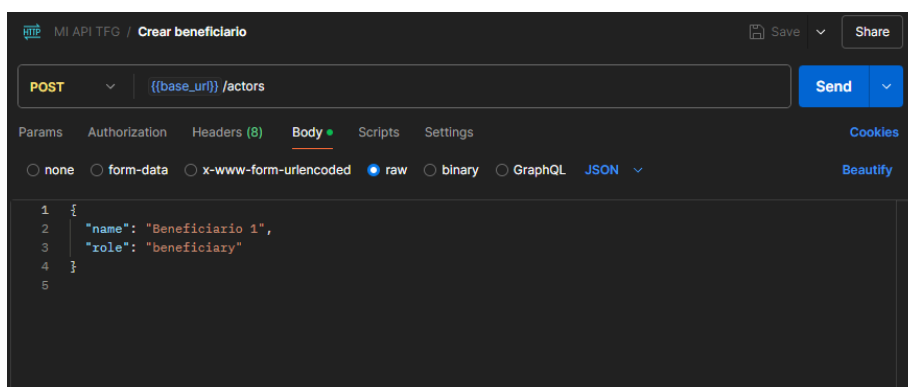 HTTP MI API TFG / Crear beneficiario Save Share
POST {{base_url}} /actors Send
Params Authorization Headers (8) Body Scripts Settings Cookies
none form-data x-www-form-urlencoded raw binary GraphQL JSON Beautify
1 {
2 "name": "Beneficiario 1",
3 "role": "beneficiary"
4 }
5